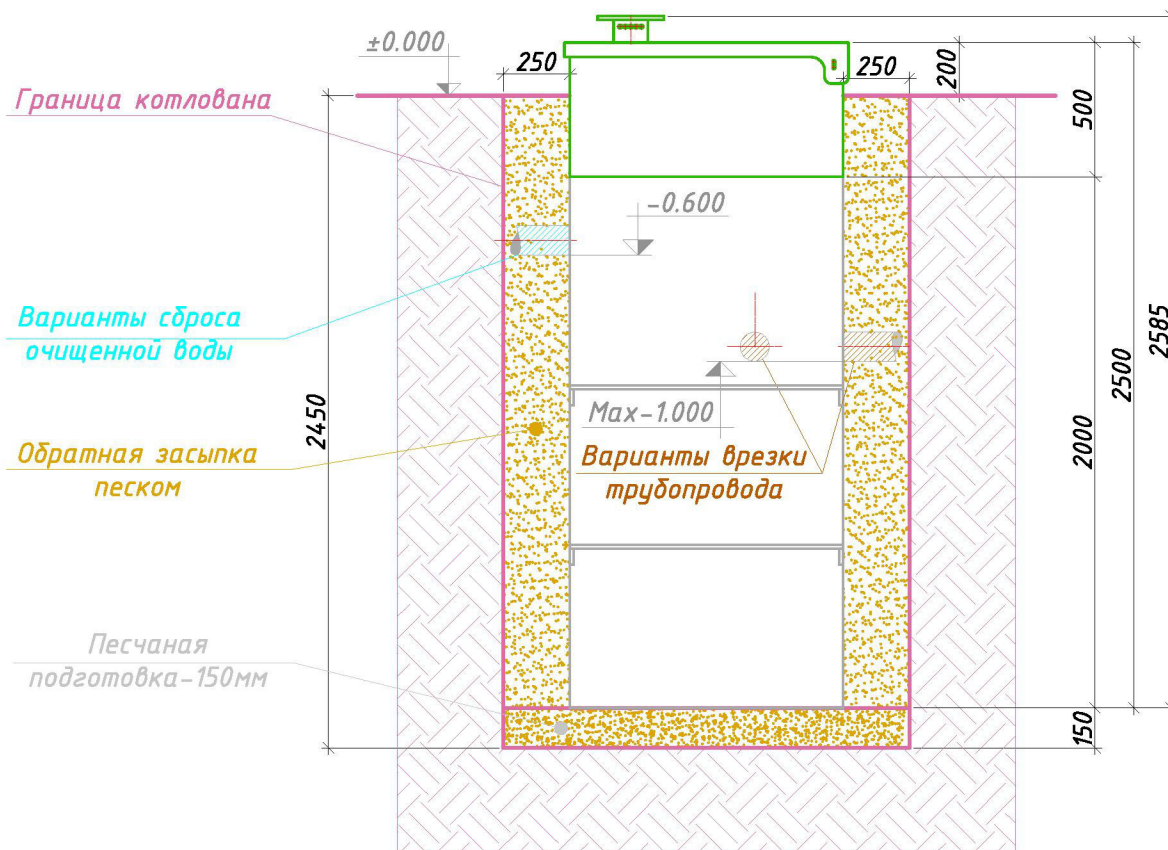 ±0.000
250
250
200
500
Граница котлована
-0.600
Варианты сброса
очищенной воды
2585
2500
2450
Max-1.000
2000
Обратная засыпка
песком
Варианты врезки
трубопровода
Песчаная
подготовка-150мм
150